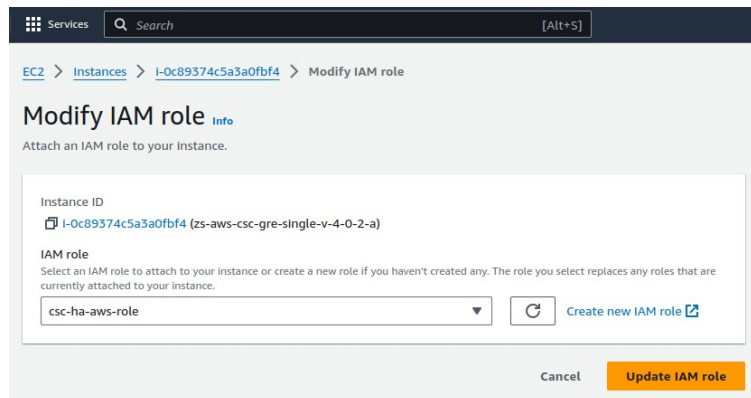 Services Search [Alt+S]
EC2 > Instances > i-0c89374c5a3a0fbf4 > Modify IAM role
Modify IAM role Info
Attach an IAM role to your instance.
Instance ID
i-0c89374c5a3a0fbf4 (zs-aws-csc-gre-single-v-4-0-2-a)
IAM role
Select an IAM role to attach to your instance or create a new role if you haven't created any. The role you select replaces any roles that are
currently attached to your instance.
csc-ha-aws-role Create new IAM role
Cancel Update IAM role